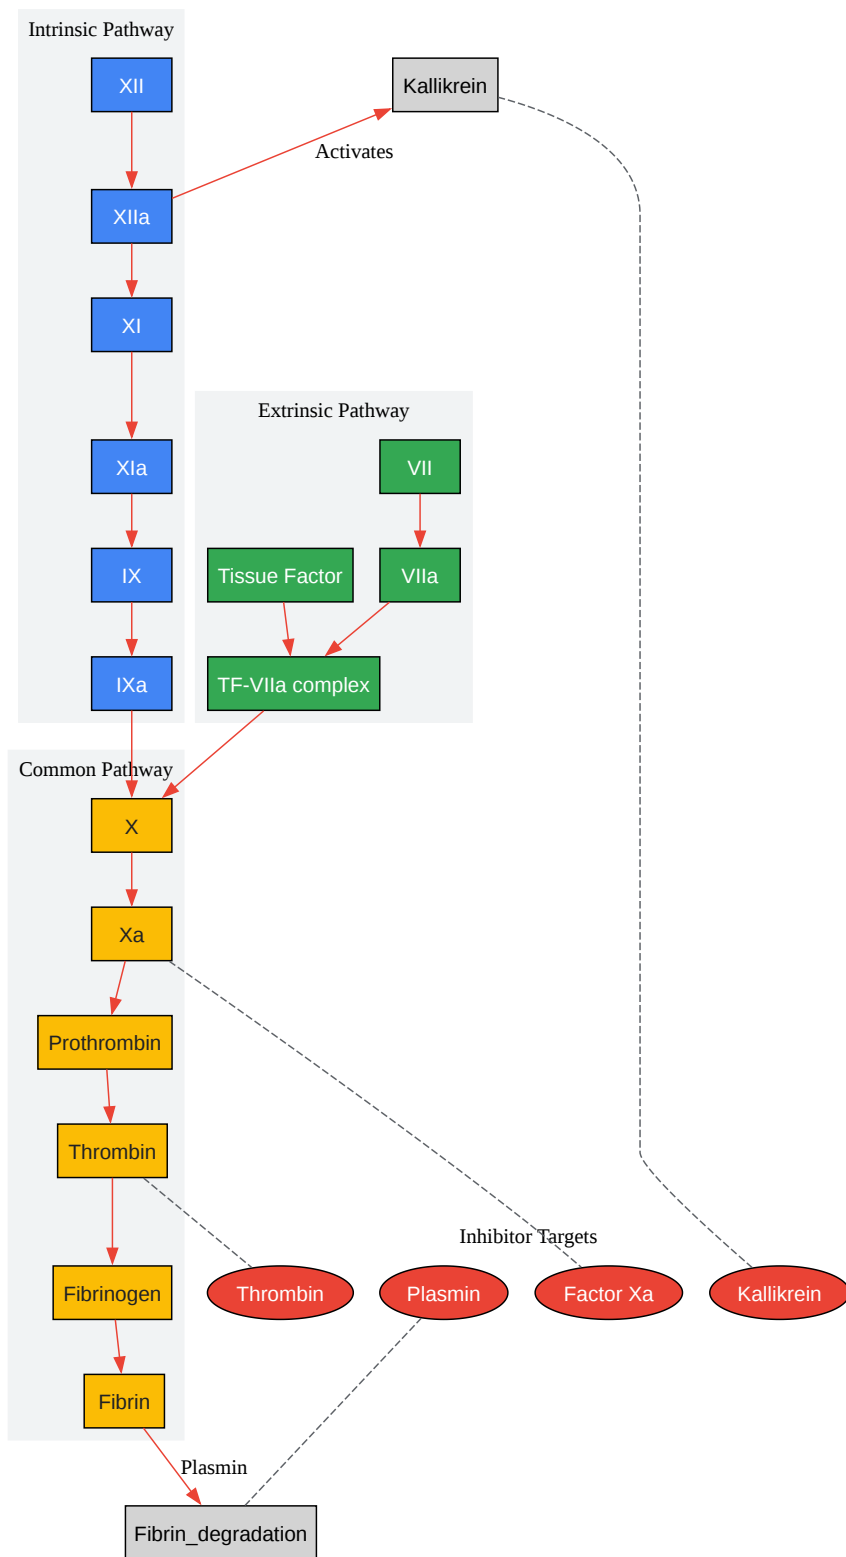 Intrinsic Pathway
XII
Kallikrein
Activates
XIIa
XI
Extrinsic Pathway
XIa
VII
IX
Tissue Factor
VIIa
IXa
TF-VIIa complex
Common Pathway
X
Xa
Prothrombin
Thrombin
Inhibitor Targets
Fibrinogen
Thrombin
Plasmin
Factor Xa
Kallikrein
Fibrin
Plasmin
Fibrin_degradation